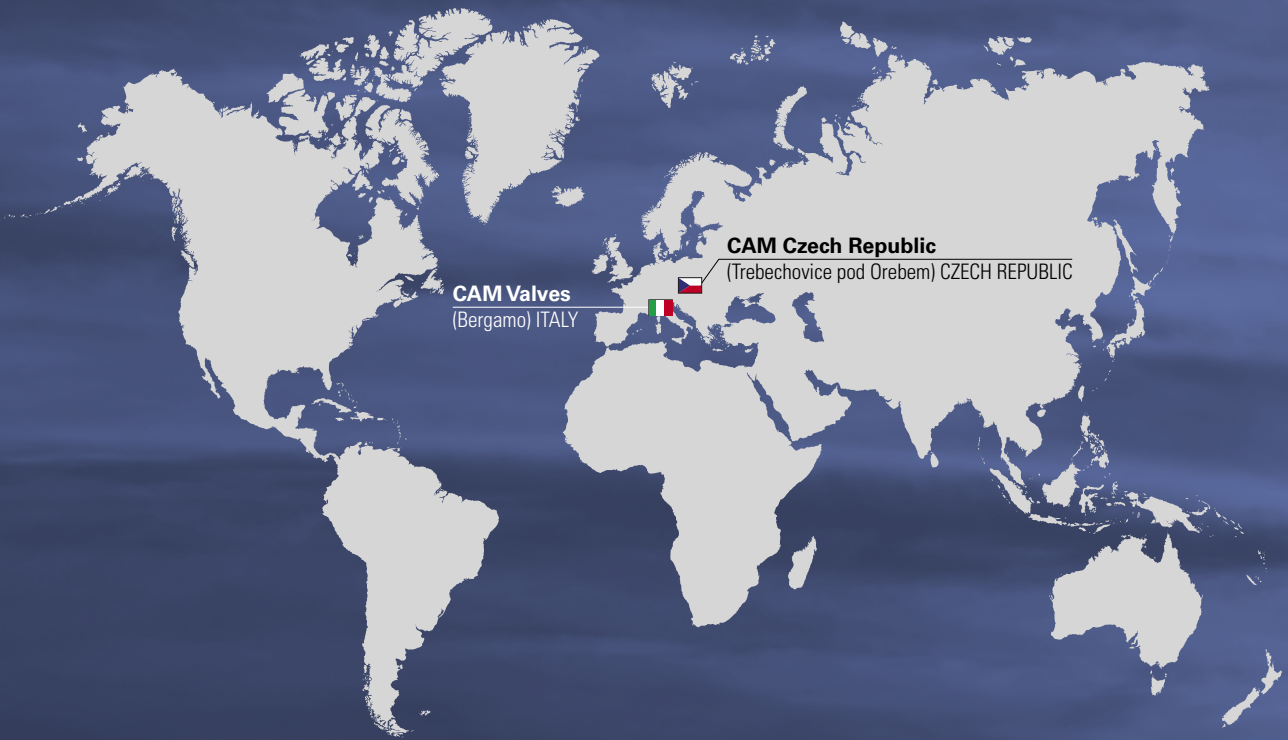 CAM Czech Republic
(Trebechovice pod Orebem) CZECH REPUBLIC
CAM Valves
(Bergamo) ITALY